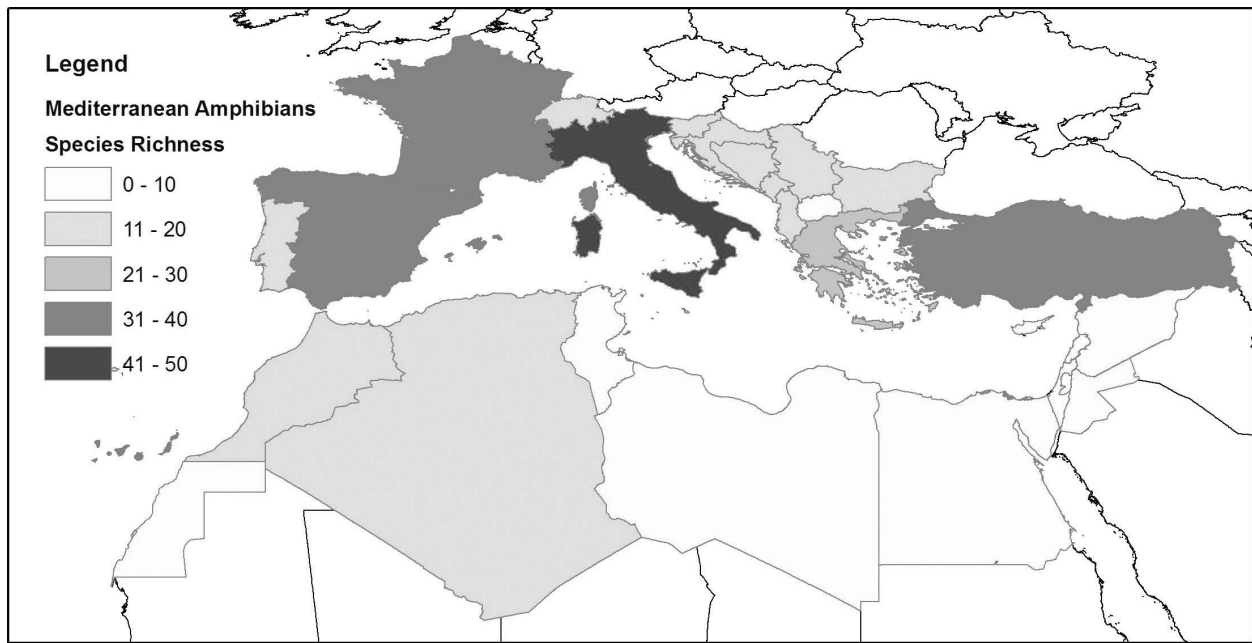 Legend
Mediterranean Amphibians
Species Richness
0 - 10
11 - 20
21 - 30
31 - 40
41 - 50